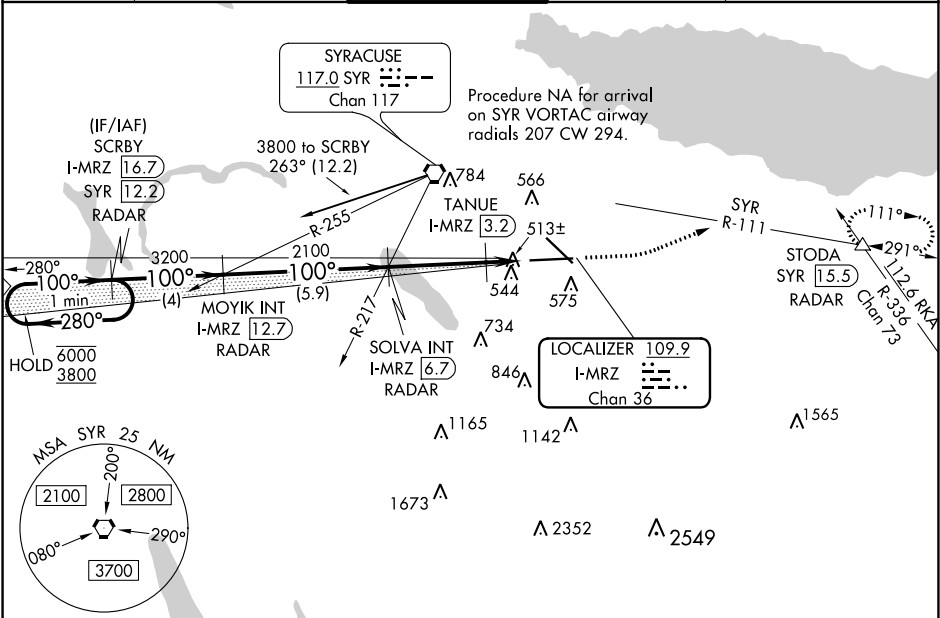 SYRACUSE
117.0 SYR
Chan 117
Procedure NA for arrival
on SYR VORTAC airway
radials 207 CW 294.
(IF/IAF)
SCRBY
I-MRZ 16.7
SYR 12.2
RADAR
3800 to SCRBY
263° (12.2)
R-255
784
566
TANUE
I-MRZ 3.2
513±
SYR
R-111
111°
291°
STODA
SYR 15.5
RADAR
112.6 RKA
R-336
Chan 73
280°
100°
1 min
280°
3200
100°
(4)
2100
100°
(5.9)
544
575
HOLD 6000
3800
MOYIK INT
I-MRZ 12.7
RADAR
R-217
SOLVA INT
I-MRZ 6.7
RADAR
734
846
LOCALIZER 109.9
I-MRZ
Chan 36
1165
1142
1565
1673
2352
2549
MSA SYR 25 NM
200°
2100
2800
080°
290°
3700